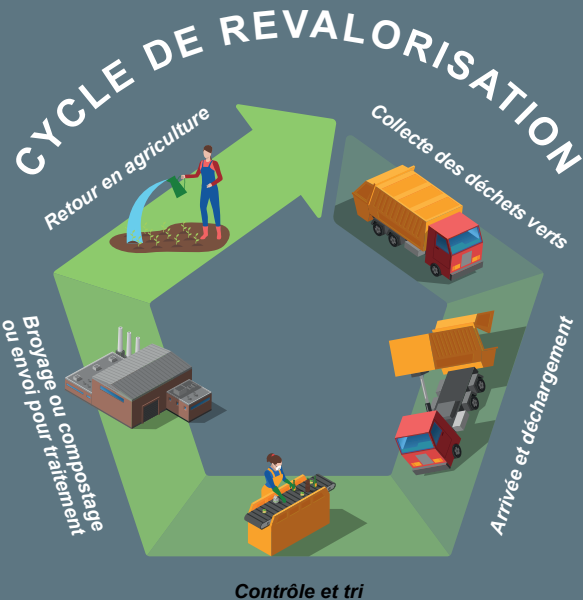 CYCLE DE REVALORISATION
Collecte des déchets verts
Arrivée et déchargement
Contrôle et tri
Broyage ou compostage
ou envoi pour traitement
Retour en agriculture